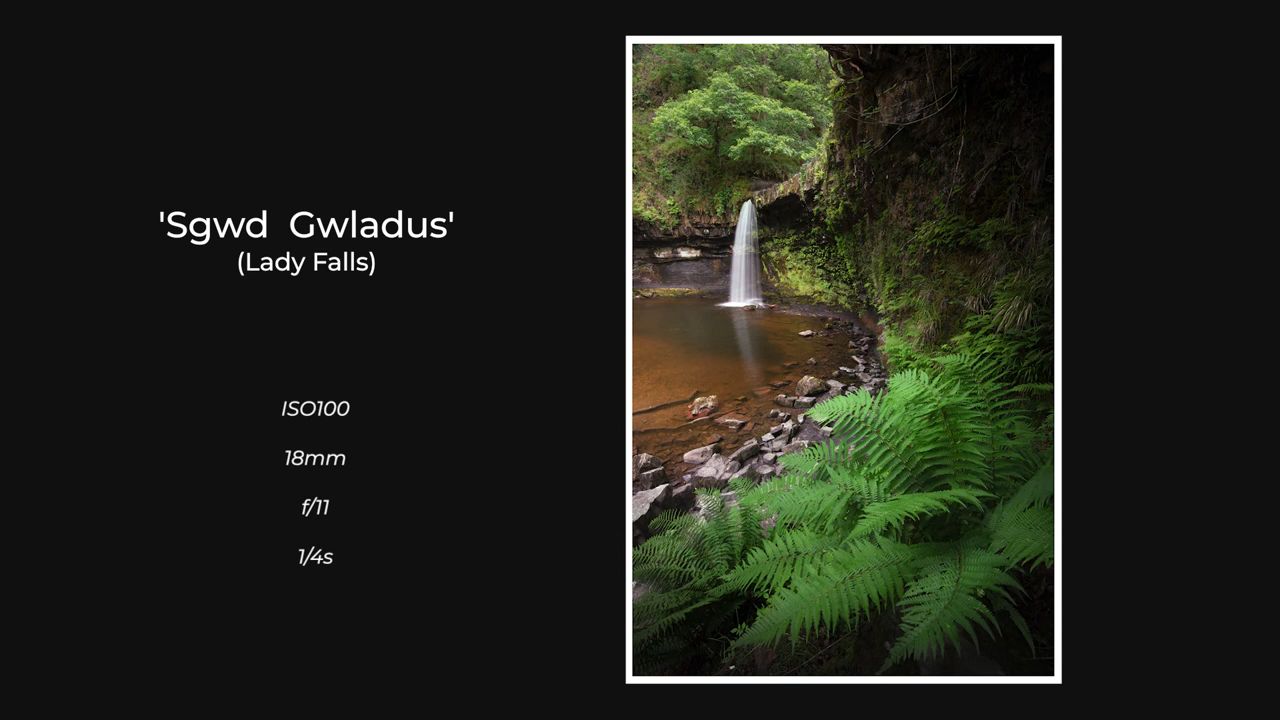 'Sgwd Gwladus'
(Lady Falls)
ISO100
18mm
f/11
1/4s